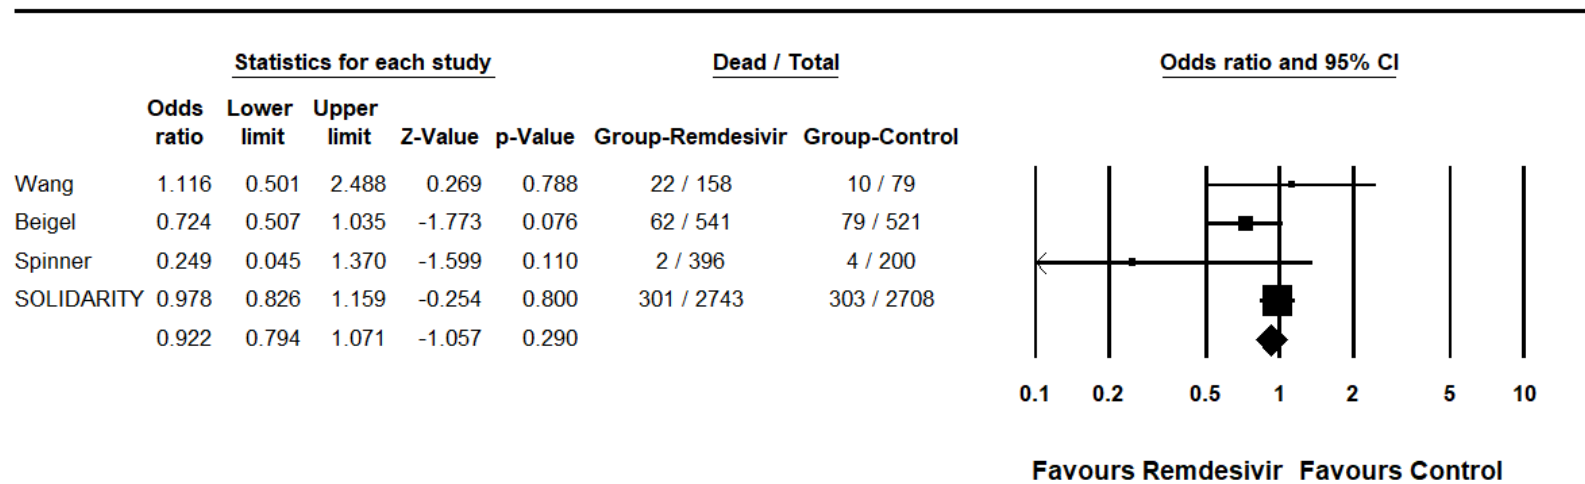 Statistics for each study Dead / Total Odds ratio and 95% CI
Odds Lower Upper
ratio limit limit Z-Value p-Value Group-Remdesivir Group-Control
Wang 1.116 0.501 2.488 0.269 0.788 22 / 158 10 / 79
Beigel 0.724 0.507 1.035 -1.773 0.076 62 / 541 79 / 521
Spinner 0.249 0.045 1.370 -1.599 0.110 2 / 396 4 / 200
SOLIDARITY 0.978 0.826 1.159 -0.254 0.800 301 / 2743 303 / 2708
0.922 0.794 1.071 -1.057 0.290
0.1 0.2 0.5 1 2 5 10
Favours Remdesivir Favours Control